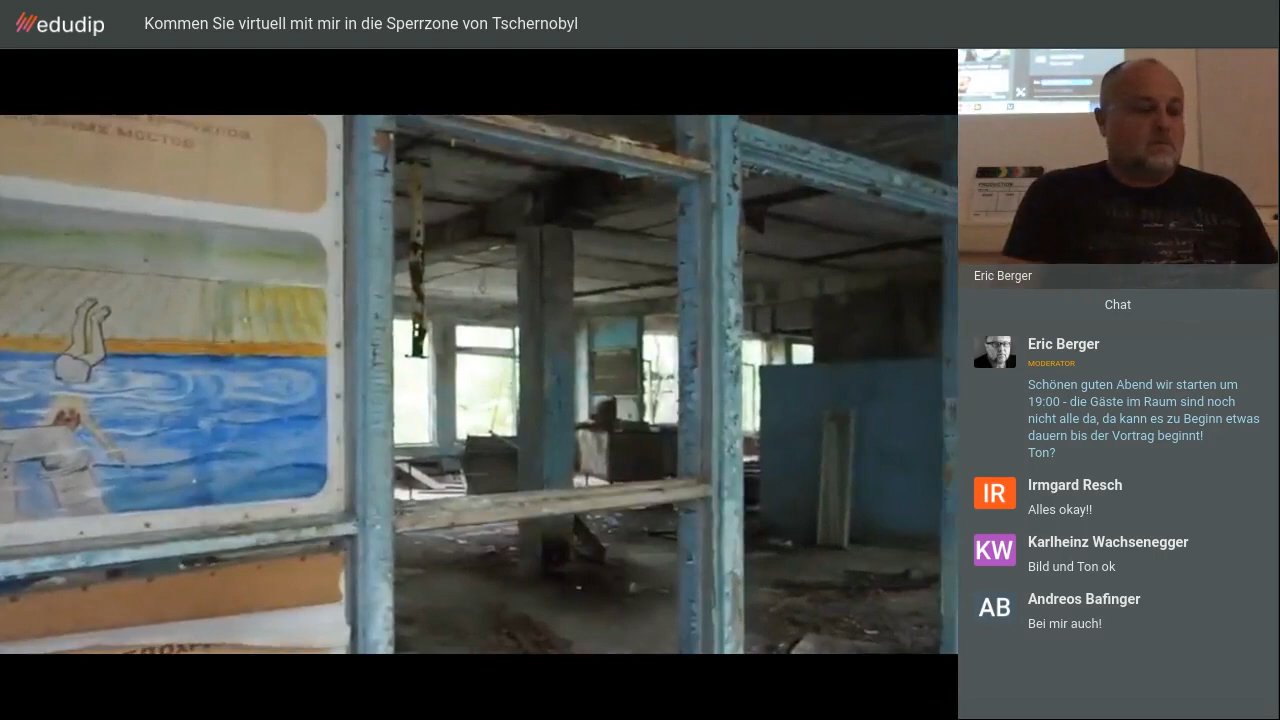 edudip
Kommen Sie virtuell mit mir in die Sperrzone von Tschernobyl
МОСТОВ
PRODUCTION
Eric Berger
Chat
Eric Berger
MODERATOR
Schönen guten Abend wir starten um
19:00 - die Gäste im Raum sind noch
nicht alle da, da kann es zu Beginn etwas
dauern bis der Vortrag beginnt!
Ton?
IR
Irmgard Resch
Alles okay!!
KW
Karlheinz Wachsenegger
Bild und Ton ok
AB
Andreos Bafinger
Bei mir auch!